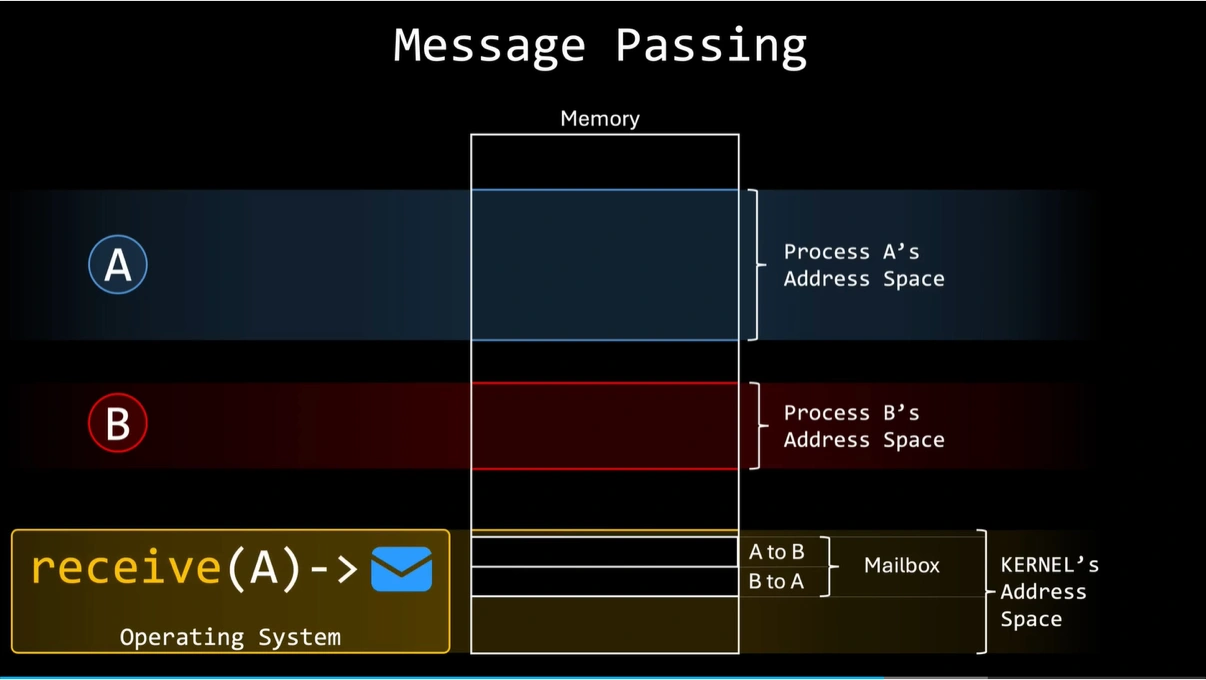 Message Passing
Memory
A
Process A’s
Address Space
B
Process B’s
Address Space
receive(A)->
Operating System
A to B
B to A
Mailbox
KERNEL’s
Address
Space